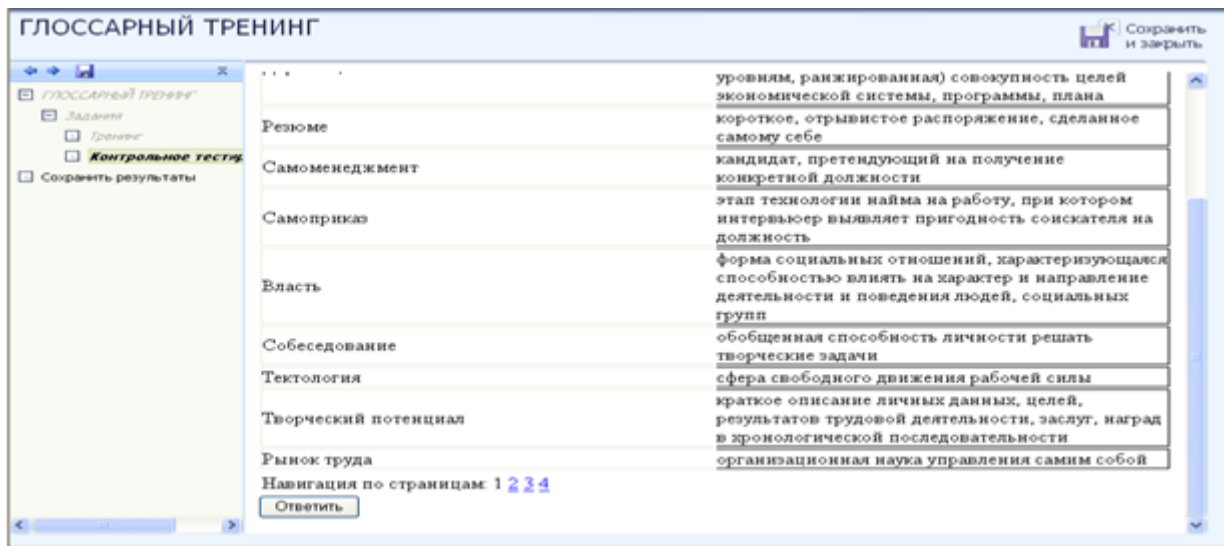 ГЛОССАРНЫЙ ТРЕНИНГ
Сохранить
и закрыть
ГЛОССАРНЫЙ ТРЕНИНГ
Задания
Тренинг
Контрольное тестир
Сохранить результаты
уровням, ранжированная) совокупность целей
экономической системы, программы, плана
Резюме
короткое, отрывистое распоряжение, сделанное
самому себе
Самоменеджмент
кандидат, претендующий на получение
конкретной должности
Самоприказ
этап технологии найма на работу, при котором
интервьюер выявляет пригодность соискателя на
должность
Власть
форма социальных отношений, характеризующаяся
способностью влиять на характер и направление
деятельности и поведения людей, социальных
групп
Собеседование
обобщенная способность личности решать
творческие задачи
Тектология
сфера свободного движения рабочей силы
Творческий потенциал
краткое описание личных данных, целей,
результатов трудовой деятельности, заслуг, наград
в хронологической последовательности
Рынок труда
организационная наука управления самим собой
Навигация по страницам: 1 2 3 4
Ответить